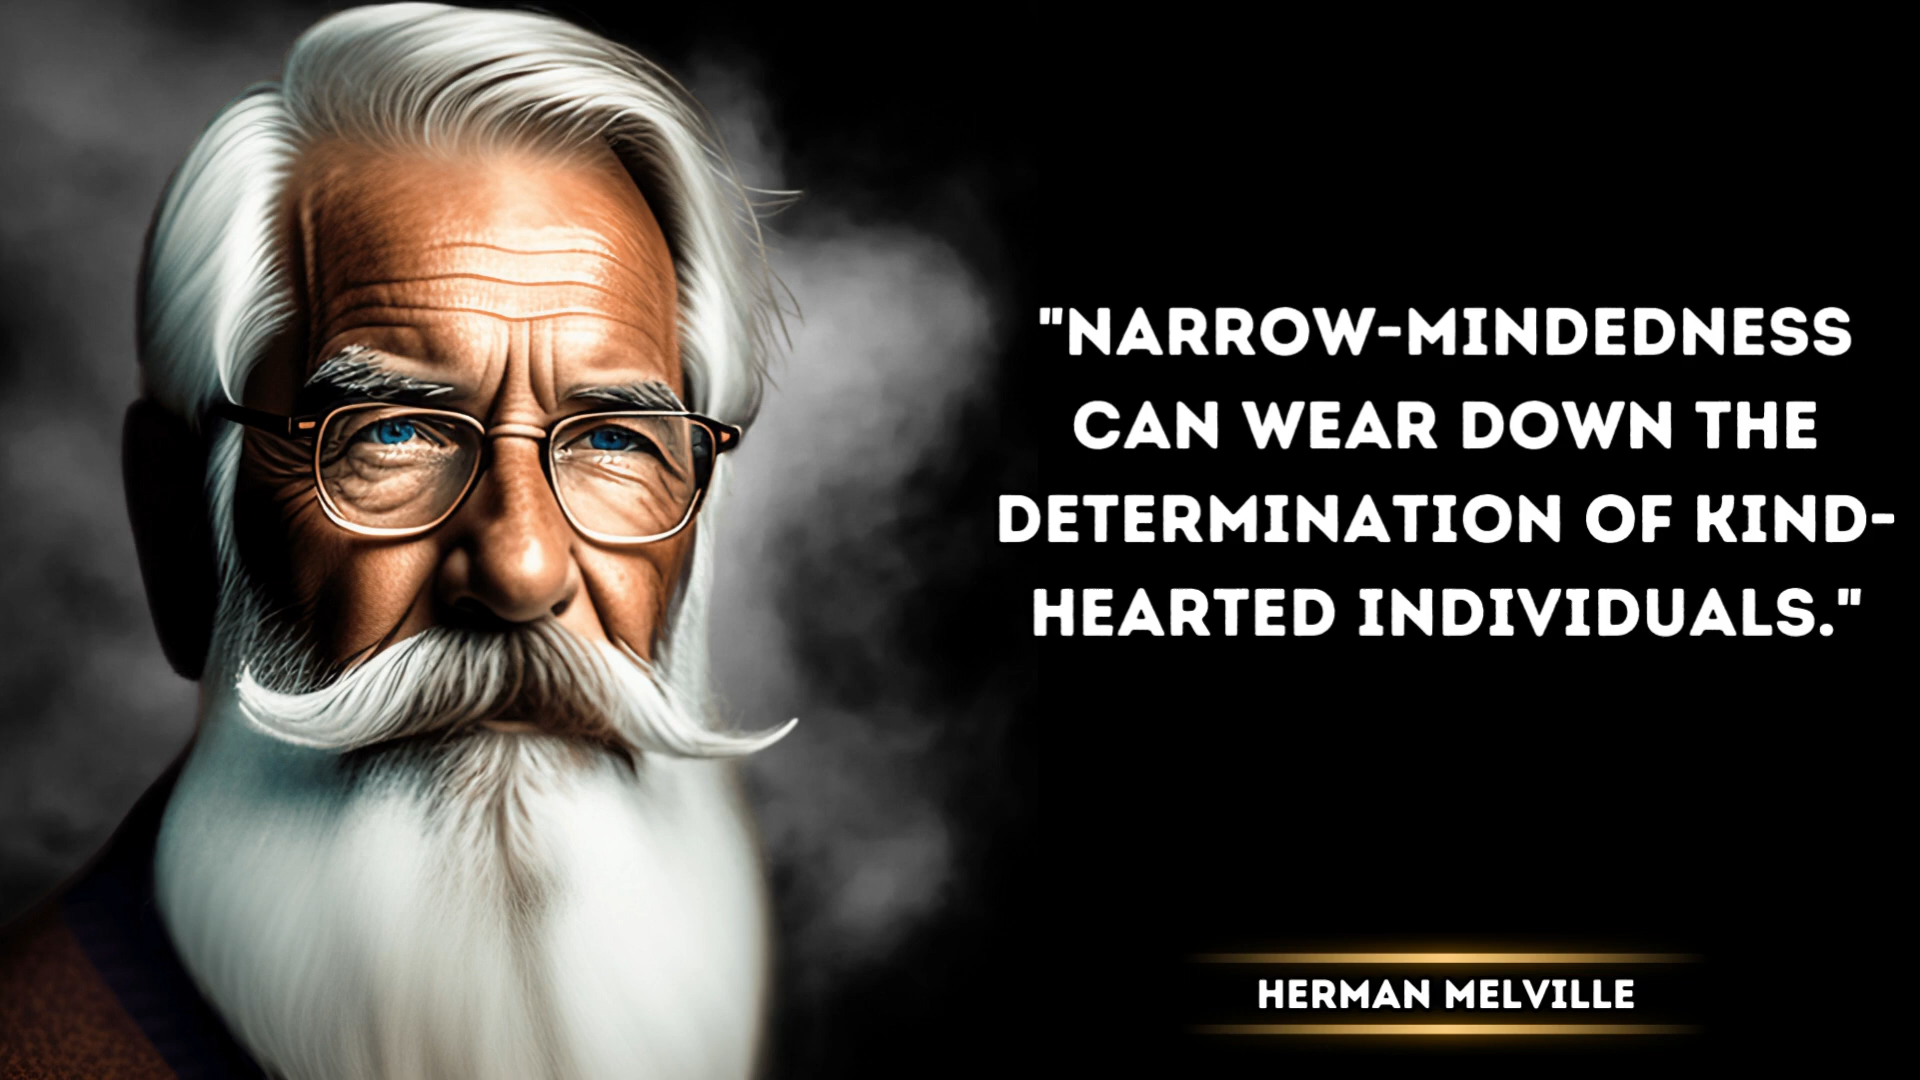 "NARROW-MINDEDNESS
CAN WEAR DOWN THE
DETERMINATION OF KIND-
HEARTED INDIVIDUALS."
HERMAN MELVILLE